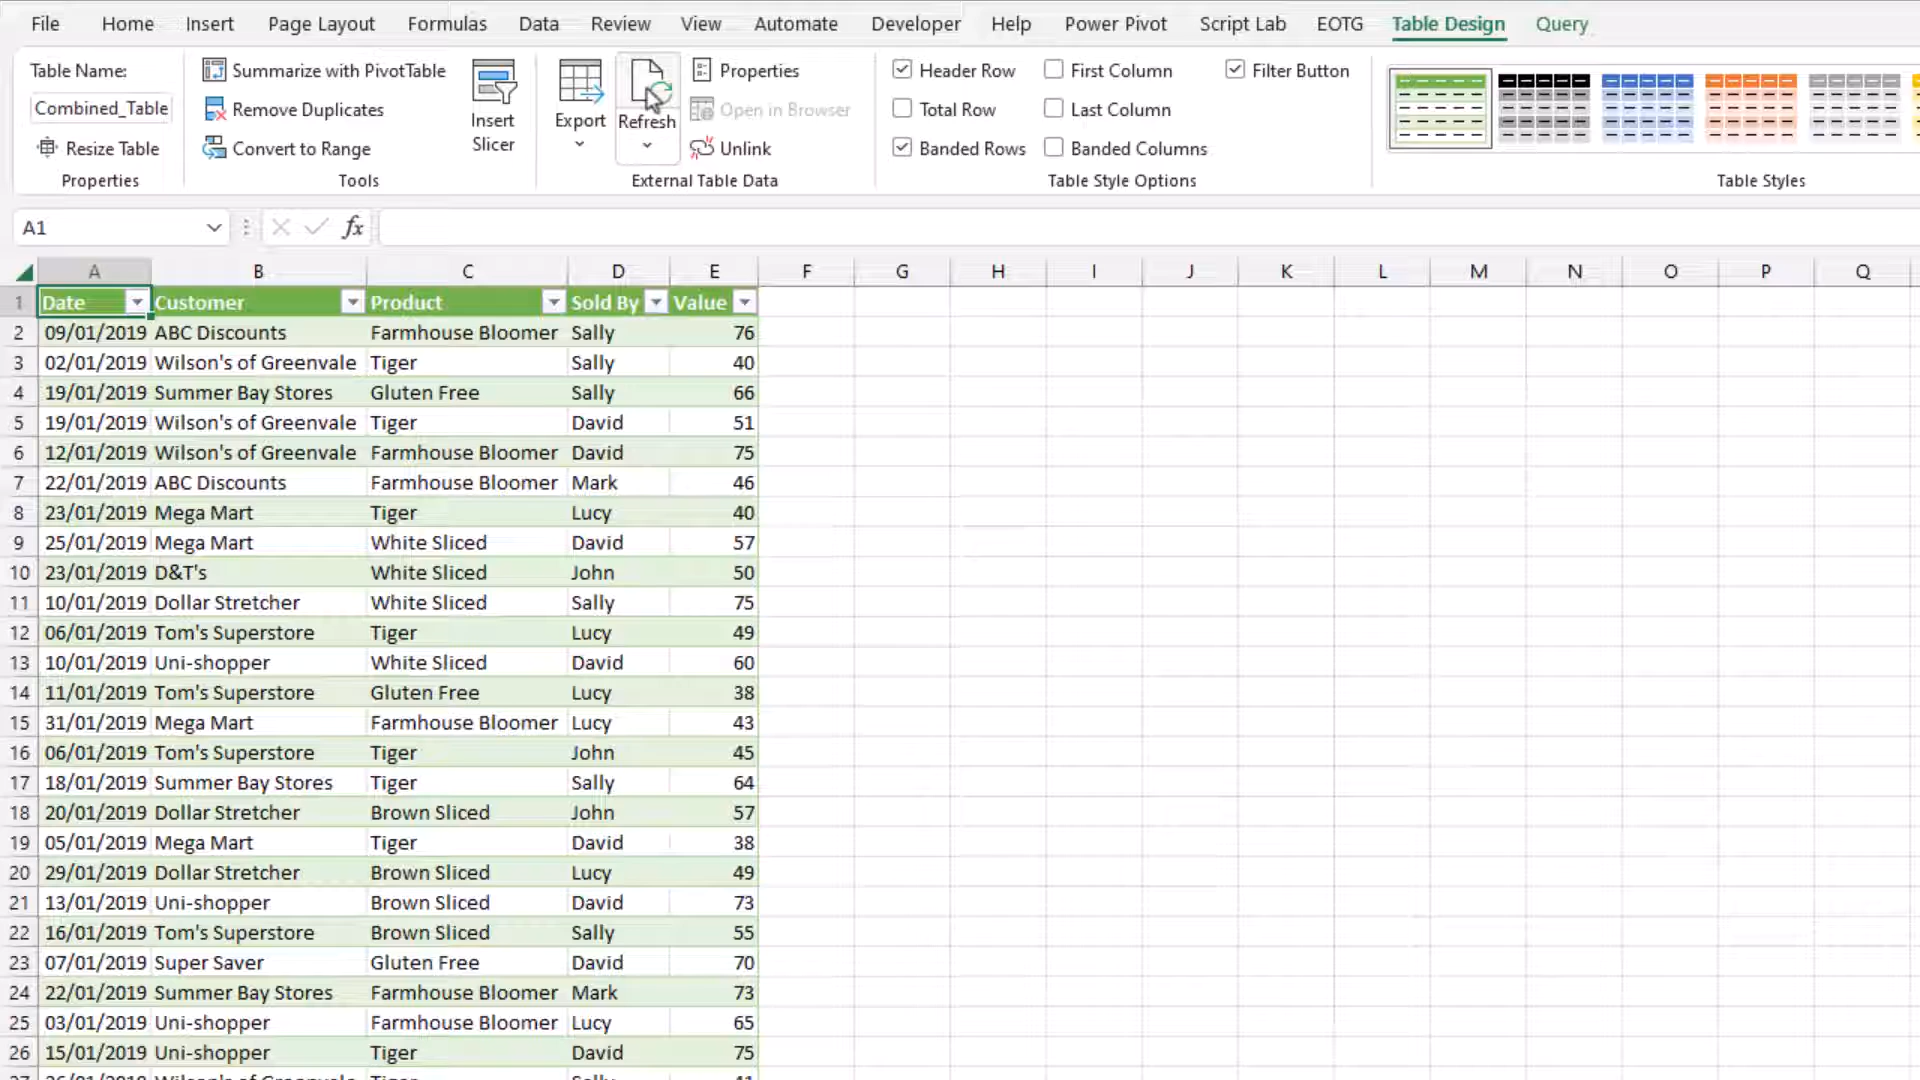 File Home Insert Page Layout Formulas Data Review View Automate Developer Help Power Pivot Script Lab EOTG Table Design Query
Table Name:
Combined_Table
Resize Table
Properties
Summarize with PivotTable
Remove Duplicates
Convert to Range
Insert
Slicer
Tools
Export
Refresh
Properties
Open in Browser
Unlink
External Table Data
Header Row
Total Row
Banded Rows
First Column
Last Column
Banded Columns
Filter Button
Table Style Options
Table Styles
A1 fx
A B C D E F G H I J K L M N O P Q
1 Date Customer Product Sold By Value
2 09/01/2019 ABC Discounts Farmhouse Bloomer Sally 76
3 02/01/2019 Wilson's of Greenvale Tiger Sally 40
4 19/01/2019 Summer Bay Stores Gluten Free Sally 66
5 19/01/2019 Wilson's of Greenvale Tiger David 51
6 12/01/2019 Wilson's of Greenvale Farmhouse Bloomer David 75
7 22/01/2019 ABC Discounts Farmhouse Bloomer Mark 46
8 23/01/2019 Mega Mart Tiger Lucy 40
9 25/01/2019 Mega Mart White Sliced David 57
10 23/01/2019 D&T's White Sliced John 50
11 10/01/2019 Dollar Stretcher White Sliced Sally 75
12 06/01/2019 Tom's Superstore Tiger Lucy 49
13 10/01/2019 Uni-shopper White Sliced David 60
14 11/01/2019 Tom's Superstore Gluten Free Lucy 38
15 31/01/2019 Mega Mart Farmhouse Bloomer Lucy 43
16 06/01/2019 Tom's Superstore Tiger John 45
17 18/01/2019 Summer Bay Stores Tiger Sally 64
18 20/01/2019 Dollar Stretcher Brown Sliced John 57
19 05/01/2019 Mega Mart Tiger David 38
20 29/01/2019 Dollar Stretcher Brown Sliced Lucy 49
21 13/01/2019 Uni-shopper Brown Sliced David 73
22 16/01/2019 Tom's Superstore Brown Sliced Sally 55
23 07/01/2019 Super Saver Gluten Free David 70
24 22/01/2019 Summer Bay Stores Farmhouse Bloomer Mark 73
25 03/01/2019 Uni-shopper Farmhouse Bloomer Lucy 65
26 15/01/2019 Uni-shopper Tiger David 75